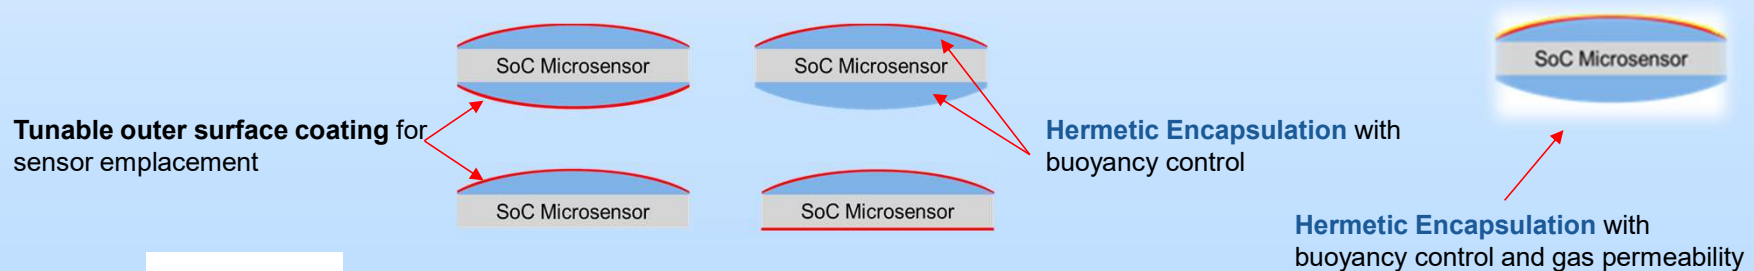 SoC Microsensor
SoC Microsensor
SoC Microsensor
Tunable outer surface coating for
sensor emplacement
Hermetic Encapsulation with
buoyancy control
SoC Microsensor
SoC Microsensor
Hermetic Encapsulation with
buoyancy control and gas permeability